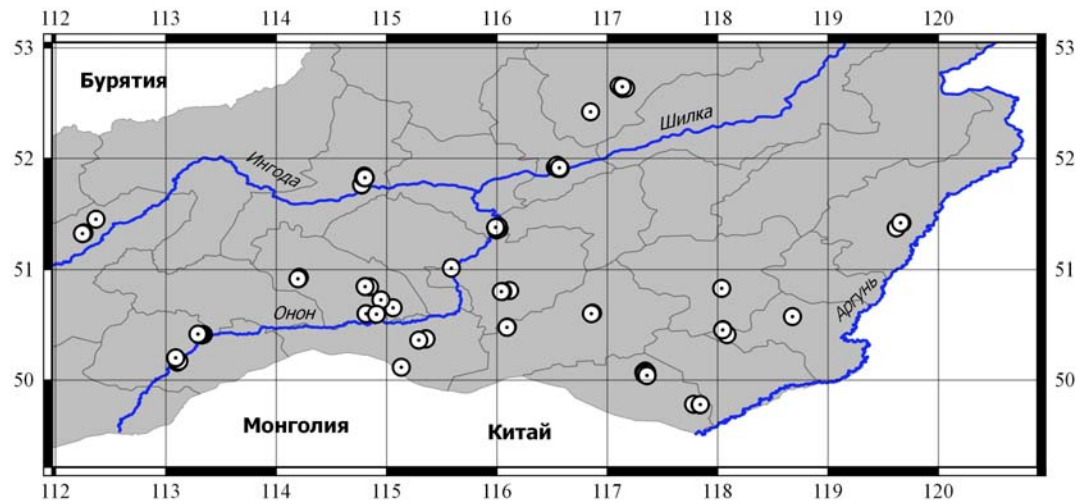 112 113 114 115 116 117 118 119 120
53 53
Бурятия
Шилка
52 52
Ингода
51 51
Аргунь
Онон
50 50
Монголия Китай
112 113 114 115 116 117 118 119 120